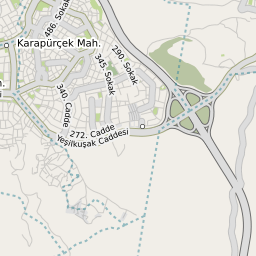 486. Sokak
290. Sokak
Karapürçek Mah.
345. Sokak
h.
340. Cadde
272. Cadde
Yeşilkuşak Caddesi